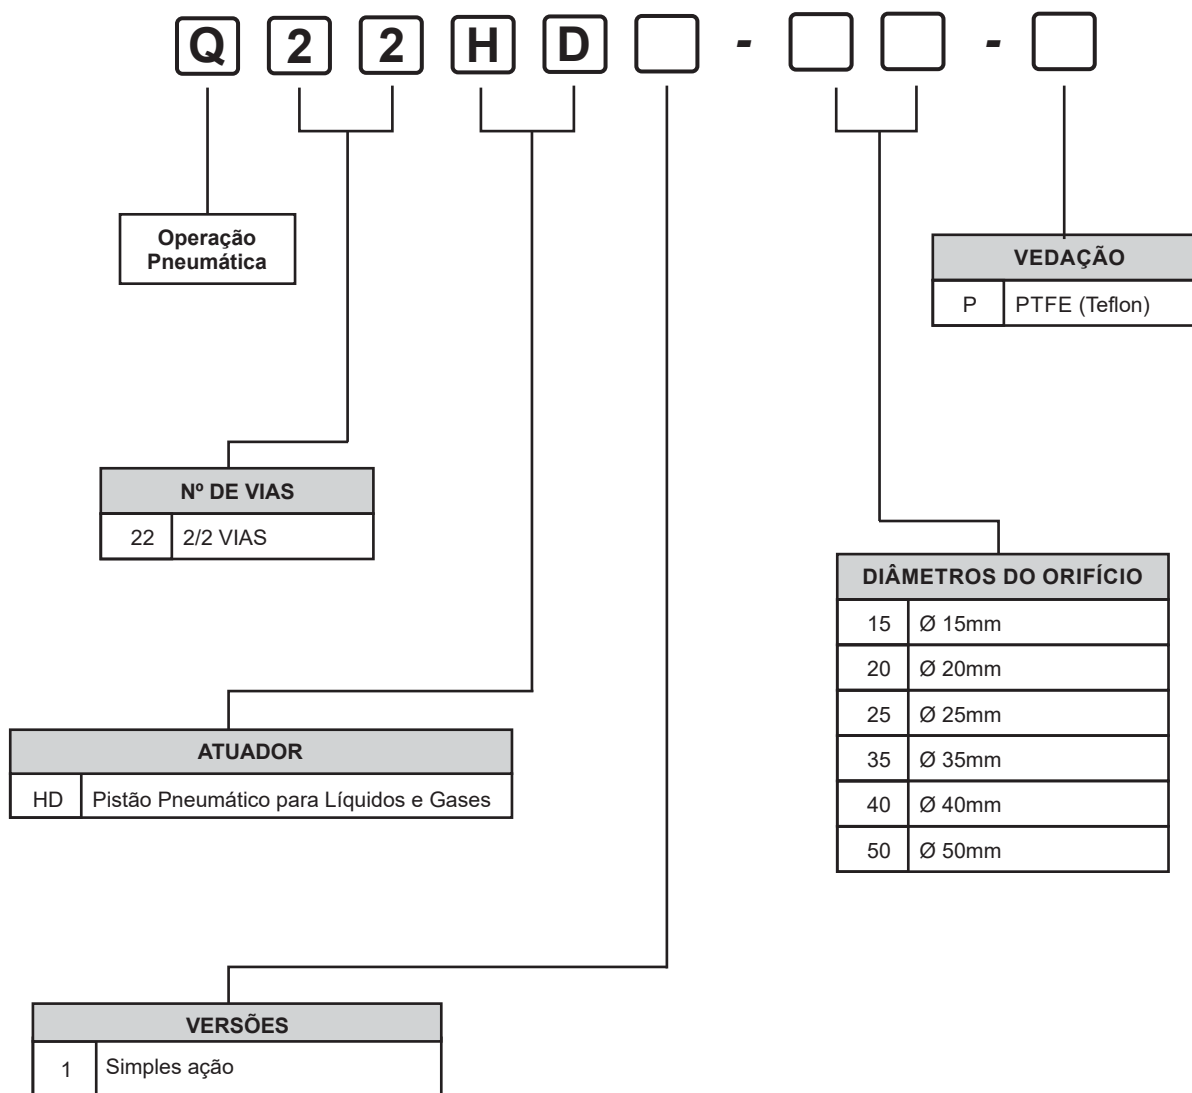 Q 2 2 H D - -
Operação
Pneumática
VEDAÇÃO
P PTFE (Teflon)
Nº DE VIAS
22 2/2 VIAS
DIÂMETROS DO ORIFÍCIO
15 Ø 15mm
20 Ø 20mm
25 Ø 25mm
35 Ø 35mm
40 Ø 40mm
50 Ø 50mm
ATUADOR
HD Pistão Pneumático para Líquidos e Gases
VERSÕES
1 Simples ação